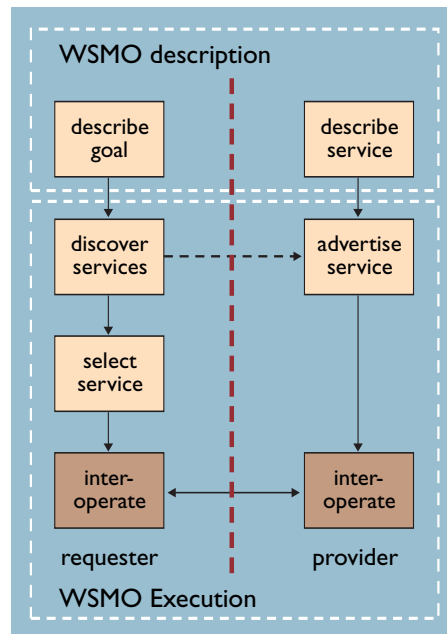 WSMO description
describe
goal
describe
service
discover
services
advertise
service
select
service
inter-
operate
inter-
operate
requester
provider
WSMO Execution